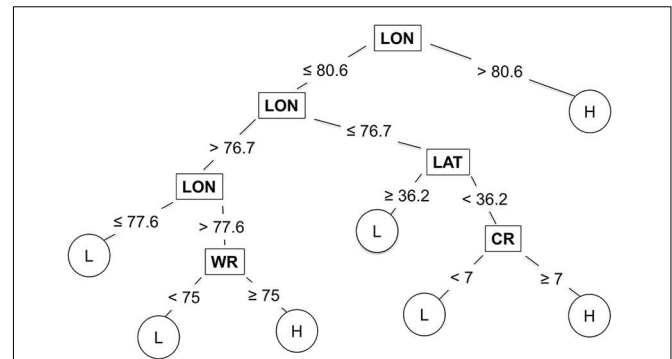 LON
≤ 80.6
> 80.6
LON
H
> 76.7
≤ 76.7
LON
LAT
≤ 77.6
> 77.6
≥ 36.2
< 36.2
L
WR
L
CR
< 75
≥ 75
< 7
≥ 7
L
H
L
H